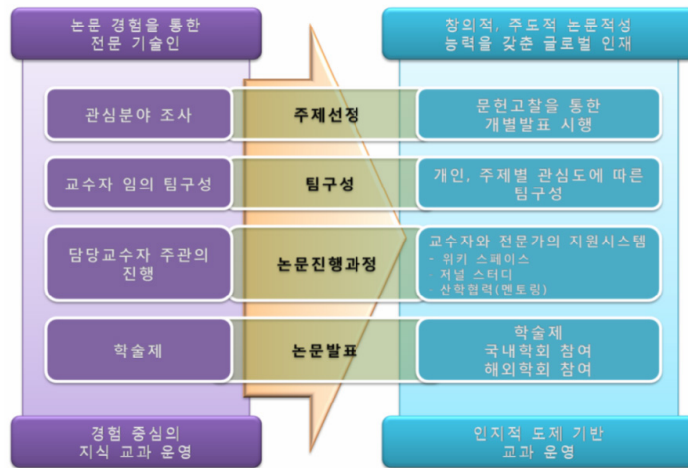 논문 경험을 통한
전문 기술인
창의적, 주도적 논문적성
능력을 갖춘 글로벌 인재
관심분야 조사
주제선정
문헌고찰을 통한
개별발표 시행
교수자 임의 팀구성
팀구성
개인, 주제별 관심도에 따른
팀구성
담당교수자 주관의
진행
논문진행과정
교수자와 전문가의 지원시스템
- 위키 스페이스
- 저널 스터디
- 산학협력(멘토링)
학술제
논문발표
학술제
국내학회 참여
해외학회 참여
경험 중심의
지식 교과 운영
인지적 도제 기반
교과 운영